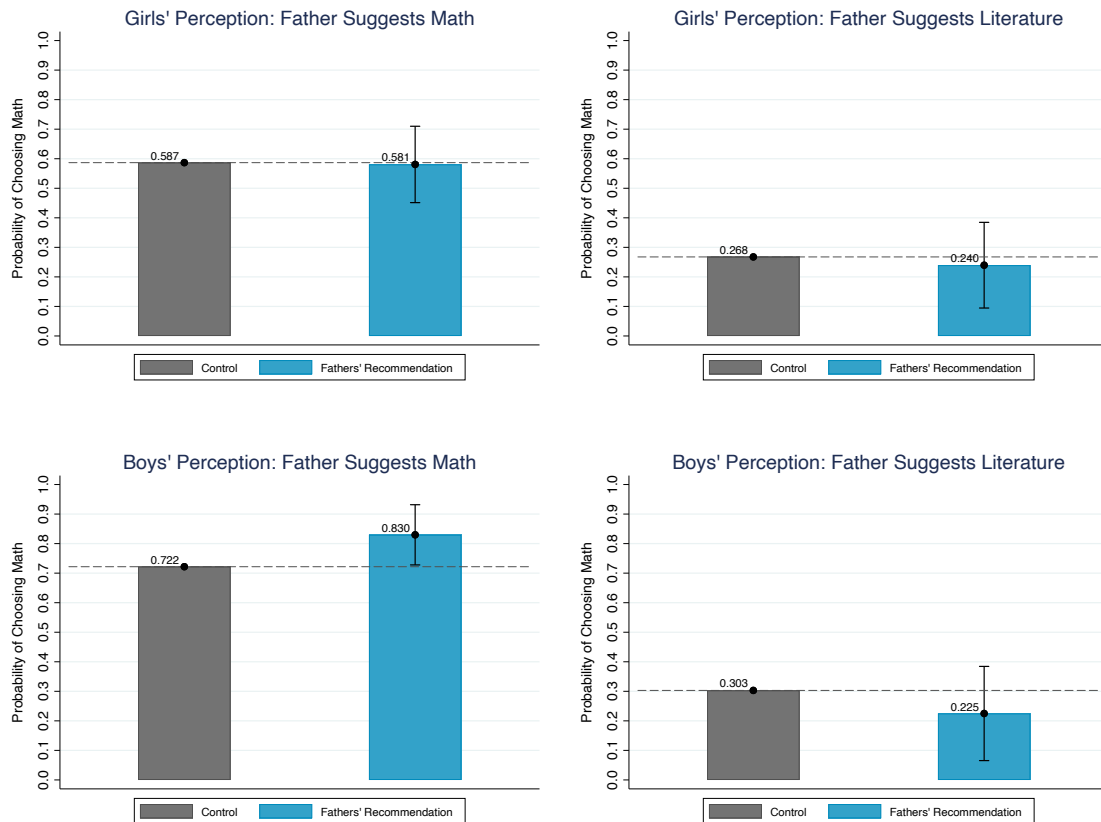 Girls' Perception: Father Suggests Math
Probability of Choosing Math
0.0 0.1 0.2 0.3 0.4 0.5 0.6 0.7 0.8 0.9 1.0
0.587
0.581
Control Fathers' Recommendation
Girls' Perception: Father Suggests Literature
Probability of Choosing Math
0.0 0.1 0.2 0.3 0.4 0.5 0.6 0.7 0.8 0.9 1.0
0.268
0.240
Control Fathers' Recommendation
Boys' Perception: Father Suggests Math
Probability of Choosing Math
0.0 0.1 0.2 0.3 0.4 0.5 0.6 0.7 0.8 0.9 1.0
0.722
0.830
Control Fathers' Recommendation
Boys' Perception: Father Suggests Literature
Probability of Choosing Math
0.0 0.1 0.2 0.3 0.4 0.5 0.6 0.7 0.8 0.9 1.0
0.303
0.225
Control Fathers' Recommendation